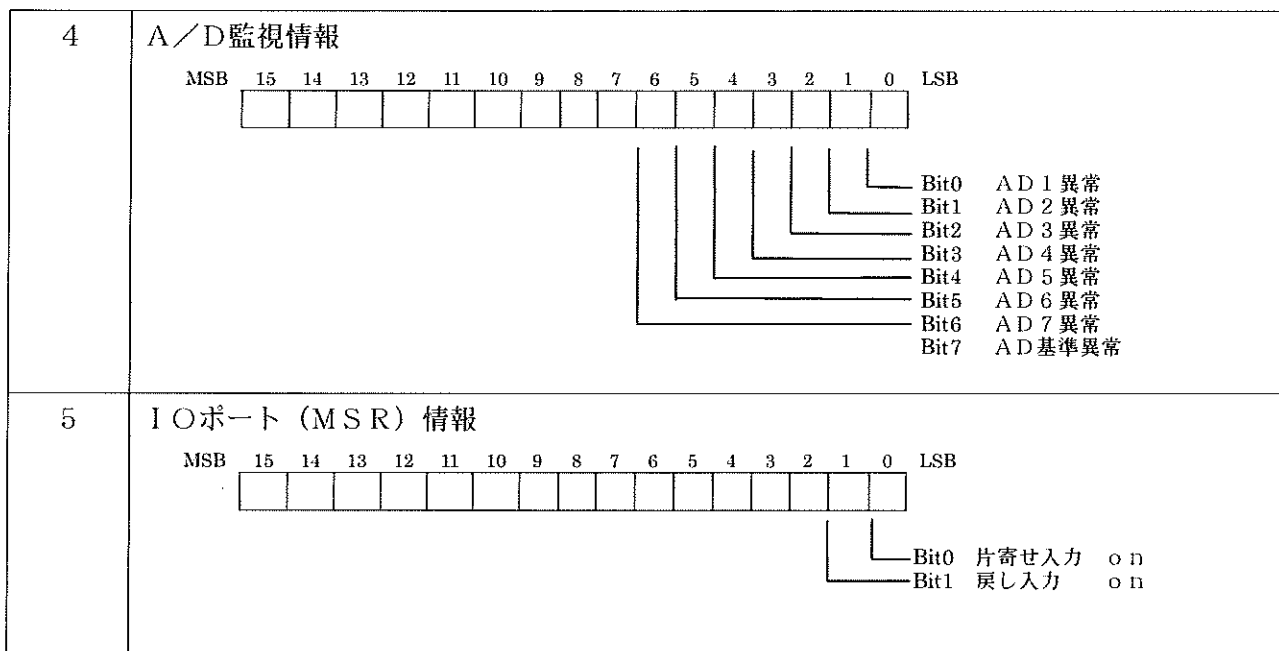 4
A/D監視情報
MSB 15 14 13 12 11 10 9 8 7 6 5 4 3 2 1 0 LSB
Bit0 AD1異常
Bit1 AD2異常
Bit2 AD3異常
Bit3 AD4異常
Bit4 AD5異常
Bit5 AD6異常
Bit6 AD7異常
Bit7 AD基準異常
5
IOポート(MSR)情報
MSB 15 14 13 12 11 10 9 8 7 6 5 4 3 2 1 0 LSB
Bit0 片寄せ入力 on
Bit1 戻し入力 on